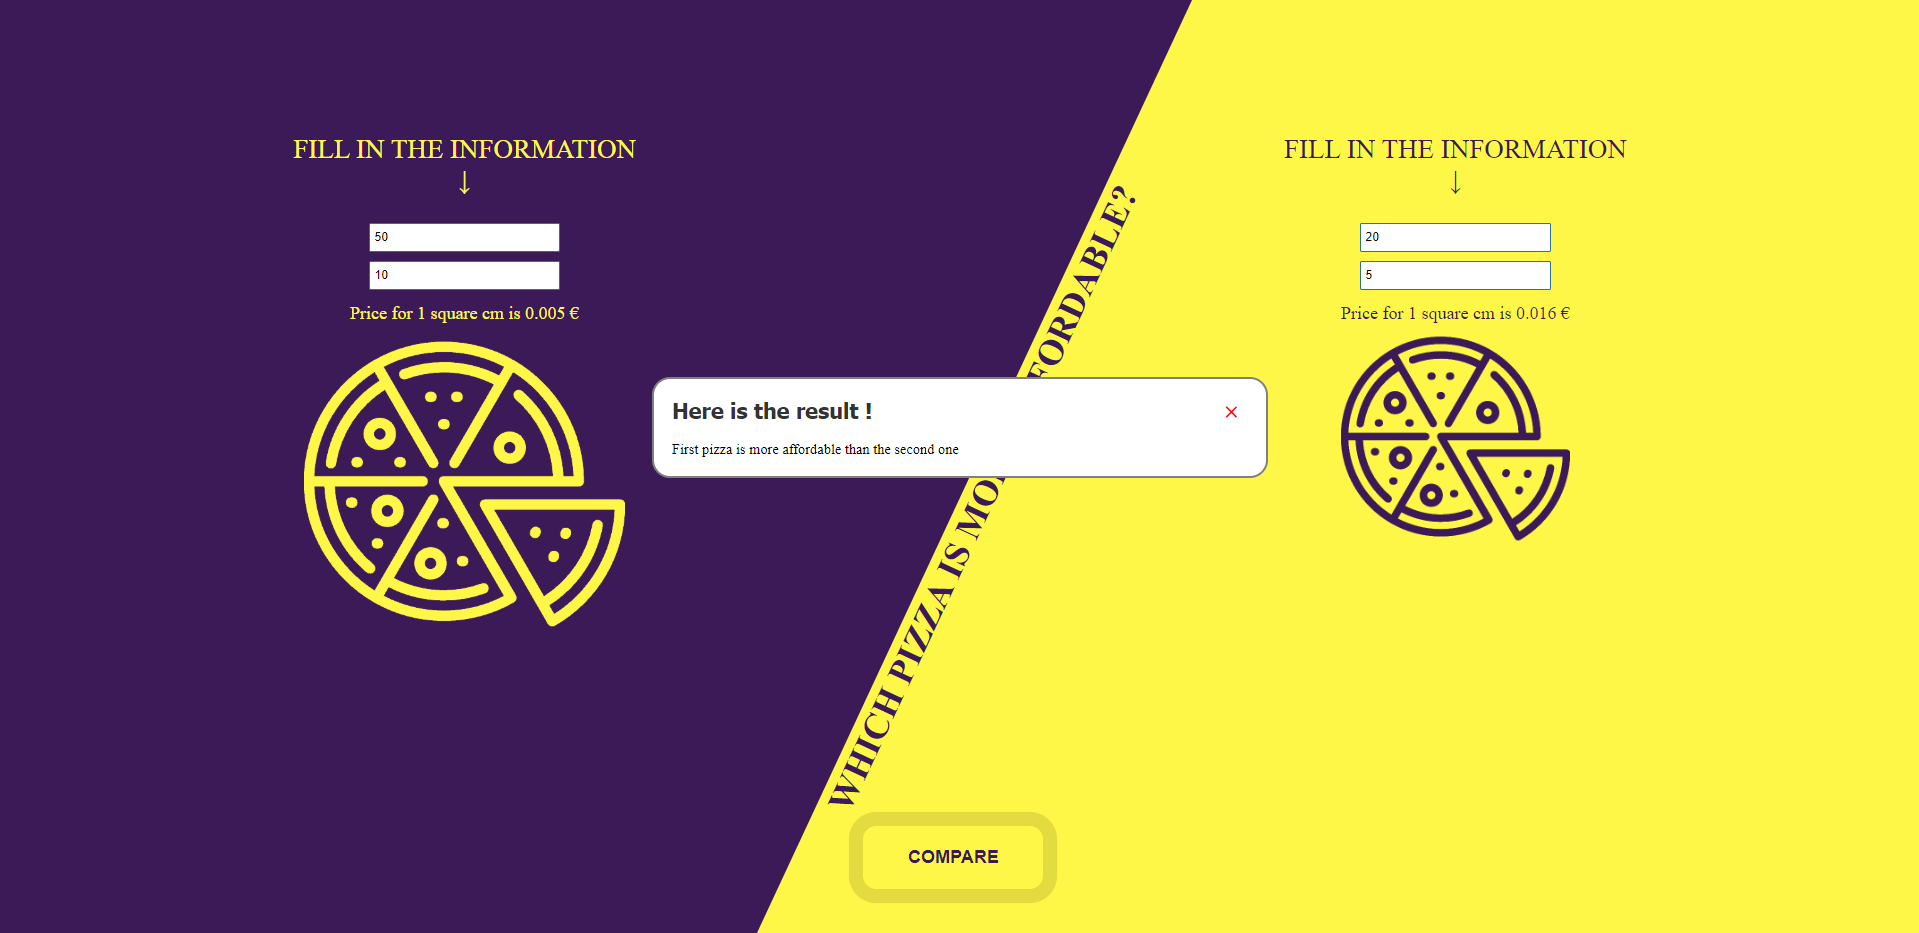 FILL IN THE INFORMATION
↓
50
10
Price for 1 square cm is 0.005 €
FILL IN THE INFORMATION
↓
20
5
Price for 1 square cm is 0.016 €
WHICH PIZZA IS MO FORDABLE?
Here is the result !
×
First pizza is more affordable than the second one
COMPARE